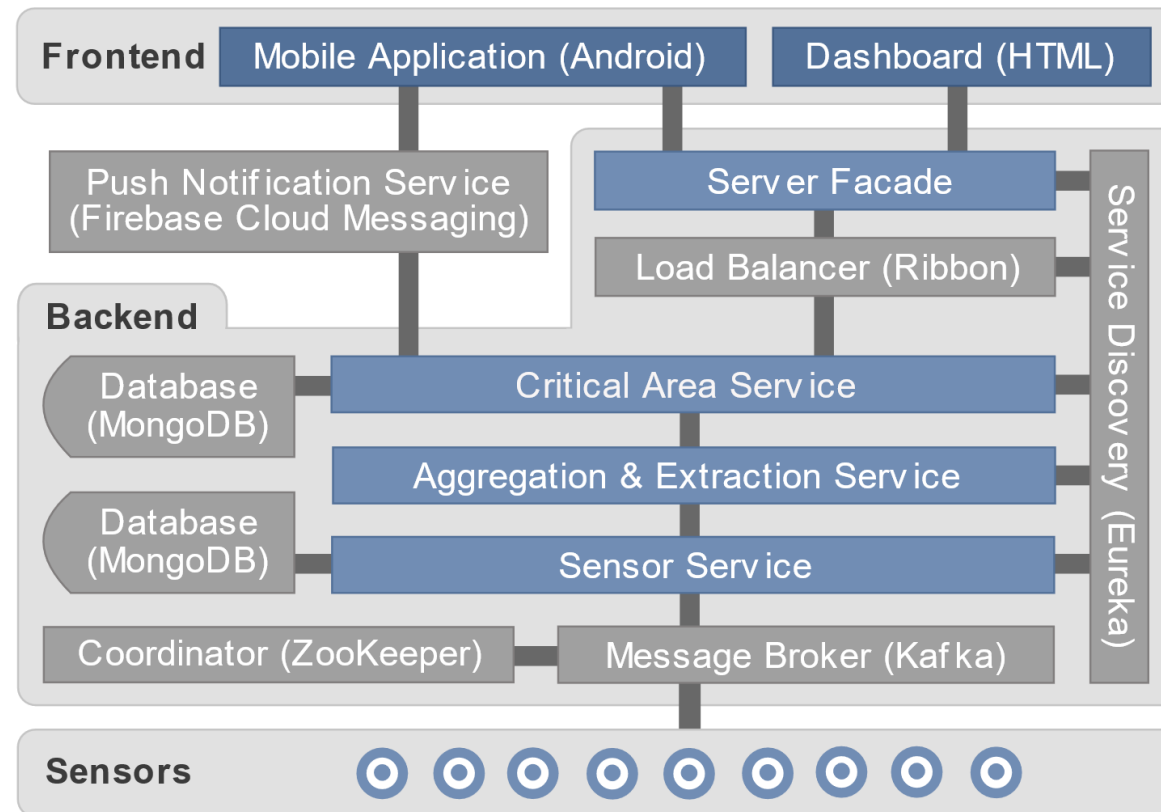 Frontend
Mobile Application (Android)
Dashboard (HTML)
Push Notification Service
(Firebase Cloud Messaging)
Server Facade
Load Balancer (Ribbon)
Service Discovery (Eureka)
Backend
Database
(MongoDB)
Critical Area Service
Aggregation & Extraction Service
Database
(MongoDB)
Sensor Service
Coordinator (ZooKeeper)
Message Broker (Kafka)
Sensors